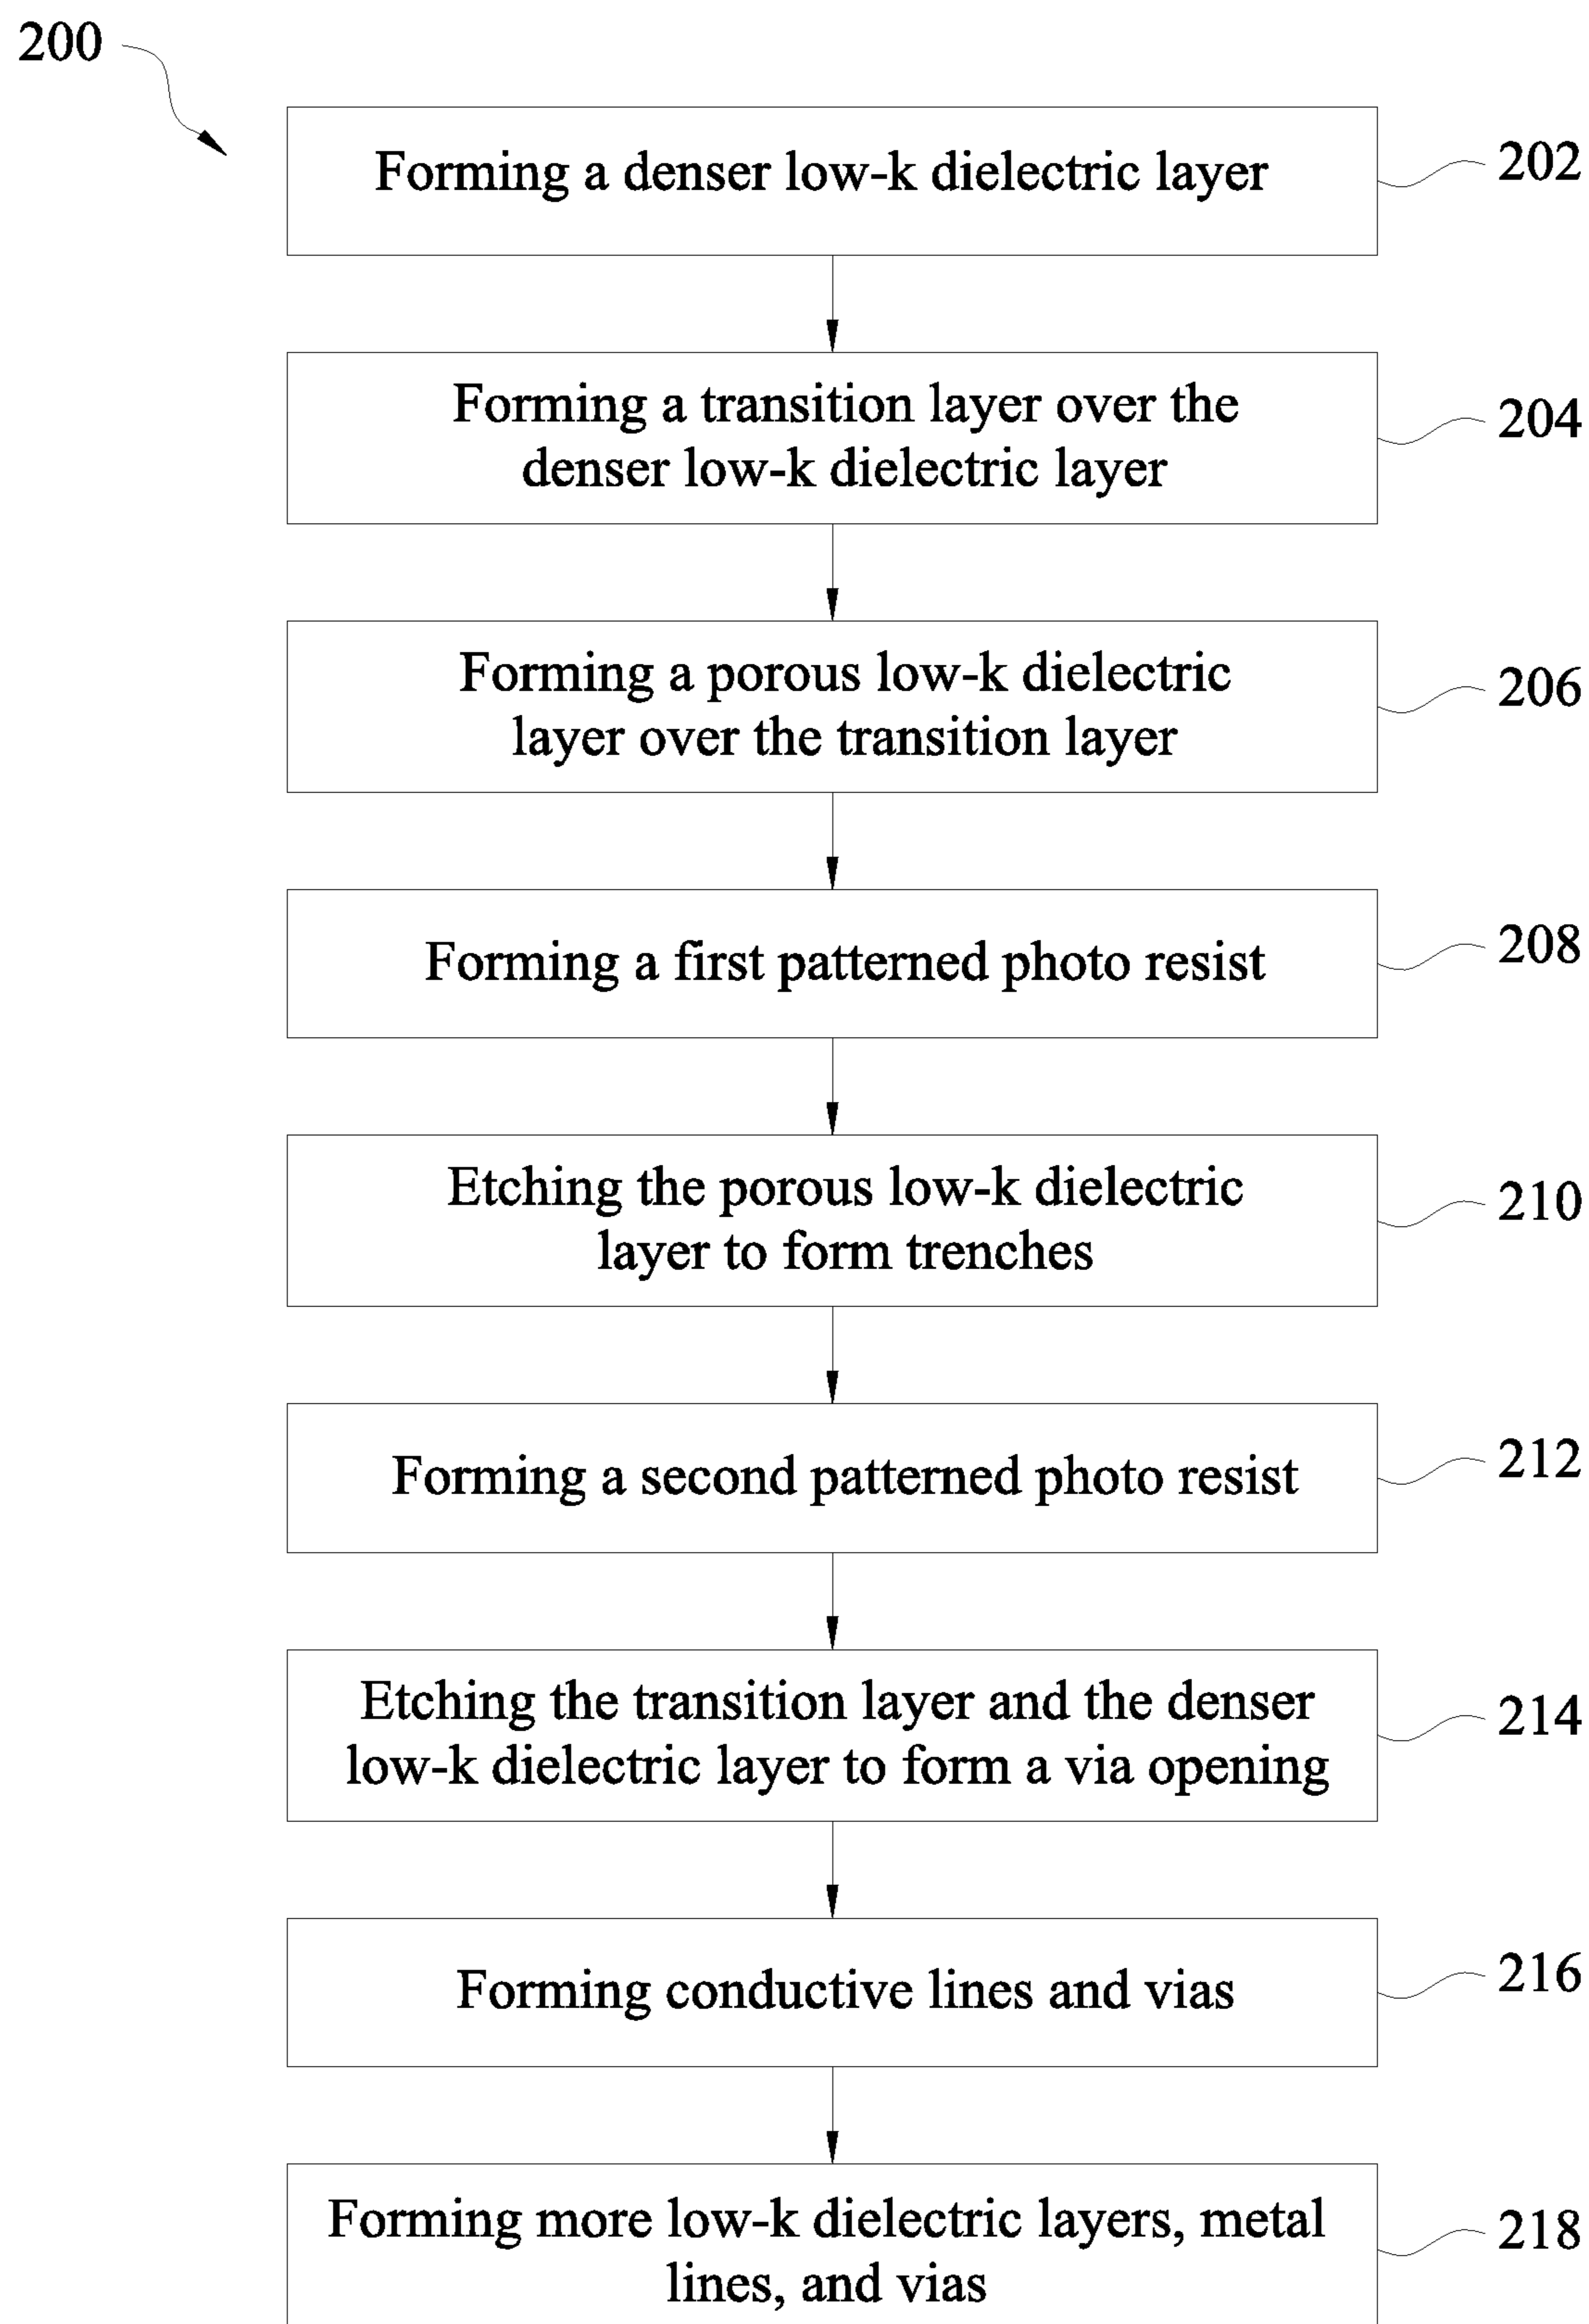 200
Forming a denser low-k dielectric layer
202
Forming a transition layer over the
denser low-k dielectric layer
204
Forming a porous low-k dielectric
layer over the transition layer
206
Forming a first patterned photo resist
208
Etching the porous low-k dielectric
layer to form trenches
210
Forming a second patterned photo resist
212
Etching the transition layer and the denser
low-k dielectric layer to form a via opening
214
Forming conductive lines and vias
216
Forming more low-k dielectric layers, metal
lines, and vias
218